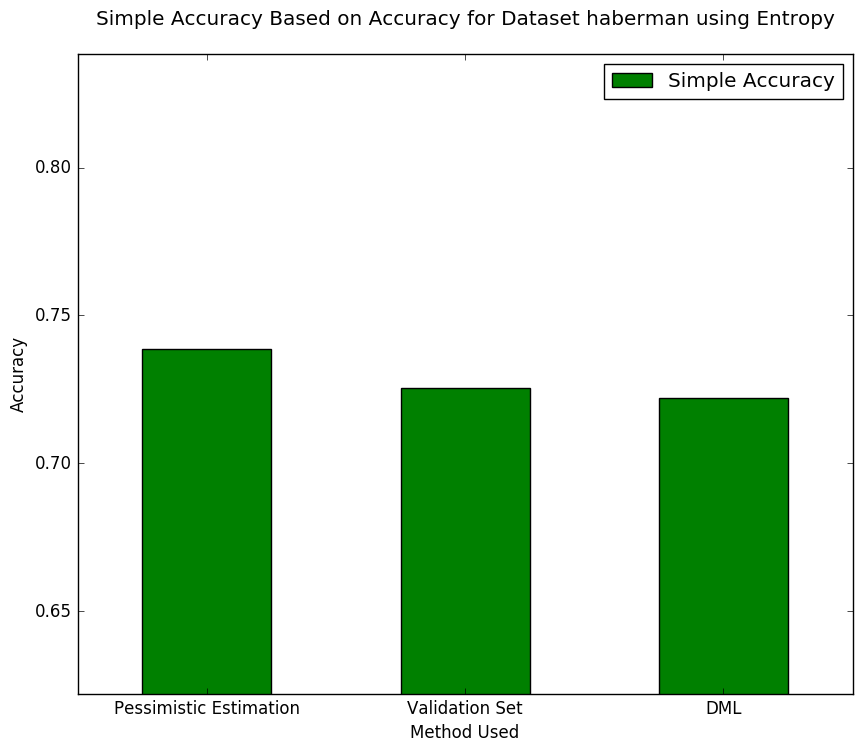 Simple Accuracy Based on Accuracy for Dataset haberman using Entropy
Simple Accuracy
0.80
0.75
0.70
0.65
Accuracy
Pessimistic Estimation
Validation Set
DML
Method Used